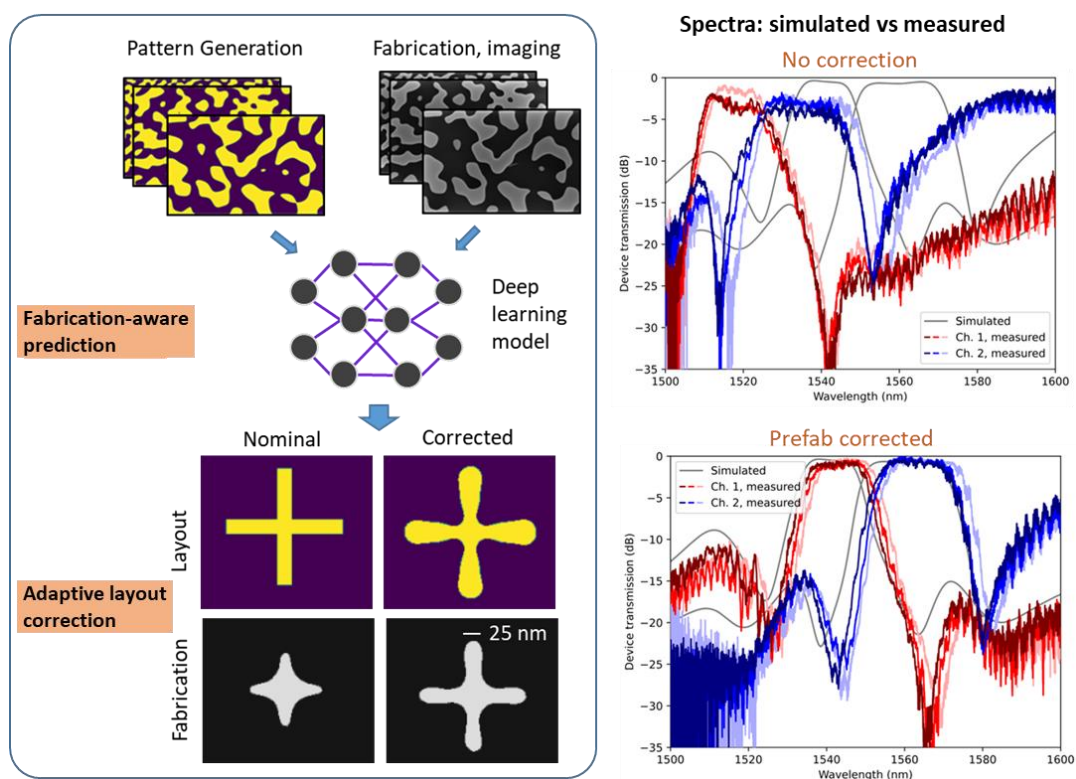 Pattern Generation
Fabrication, imaging
Deep
learning
model
Fabrication-aware
prediction
Nominal
Corrected
Layout
Adaptive layout
correction
25 nm
Fabrication
Spectra: simulated vs measured
No correction
0
−5
−10
−15
−20
−25
−30
−35
Device transmission (dB)
Simulated
Ch. 1, measured
Ch. 2, measured
1500
1520
1540
1560
1580
1600
Wavelength (nm)
Prefab corrected
0
−5
−10
−15
−20
−25
−30
−35
Device transmission (dB)
Simulated
Ch. 1, measured
Ch. 2, measured
1500
1520
1540
1560
1580
1600
Wavelength (nm)